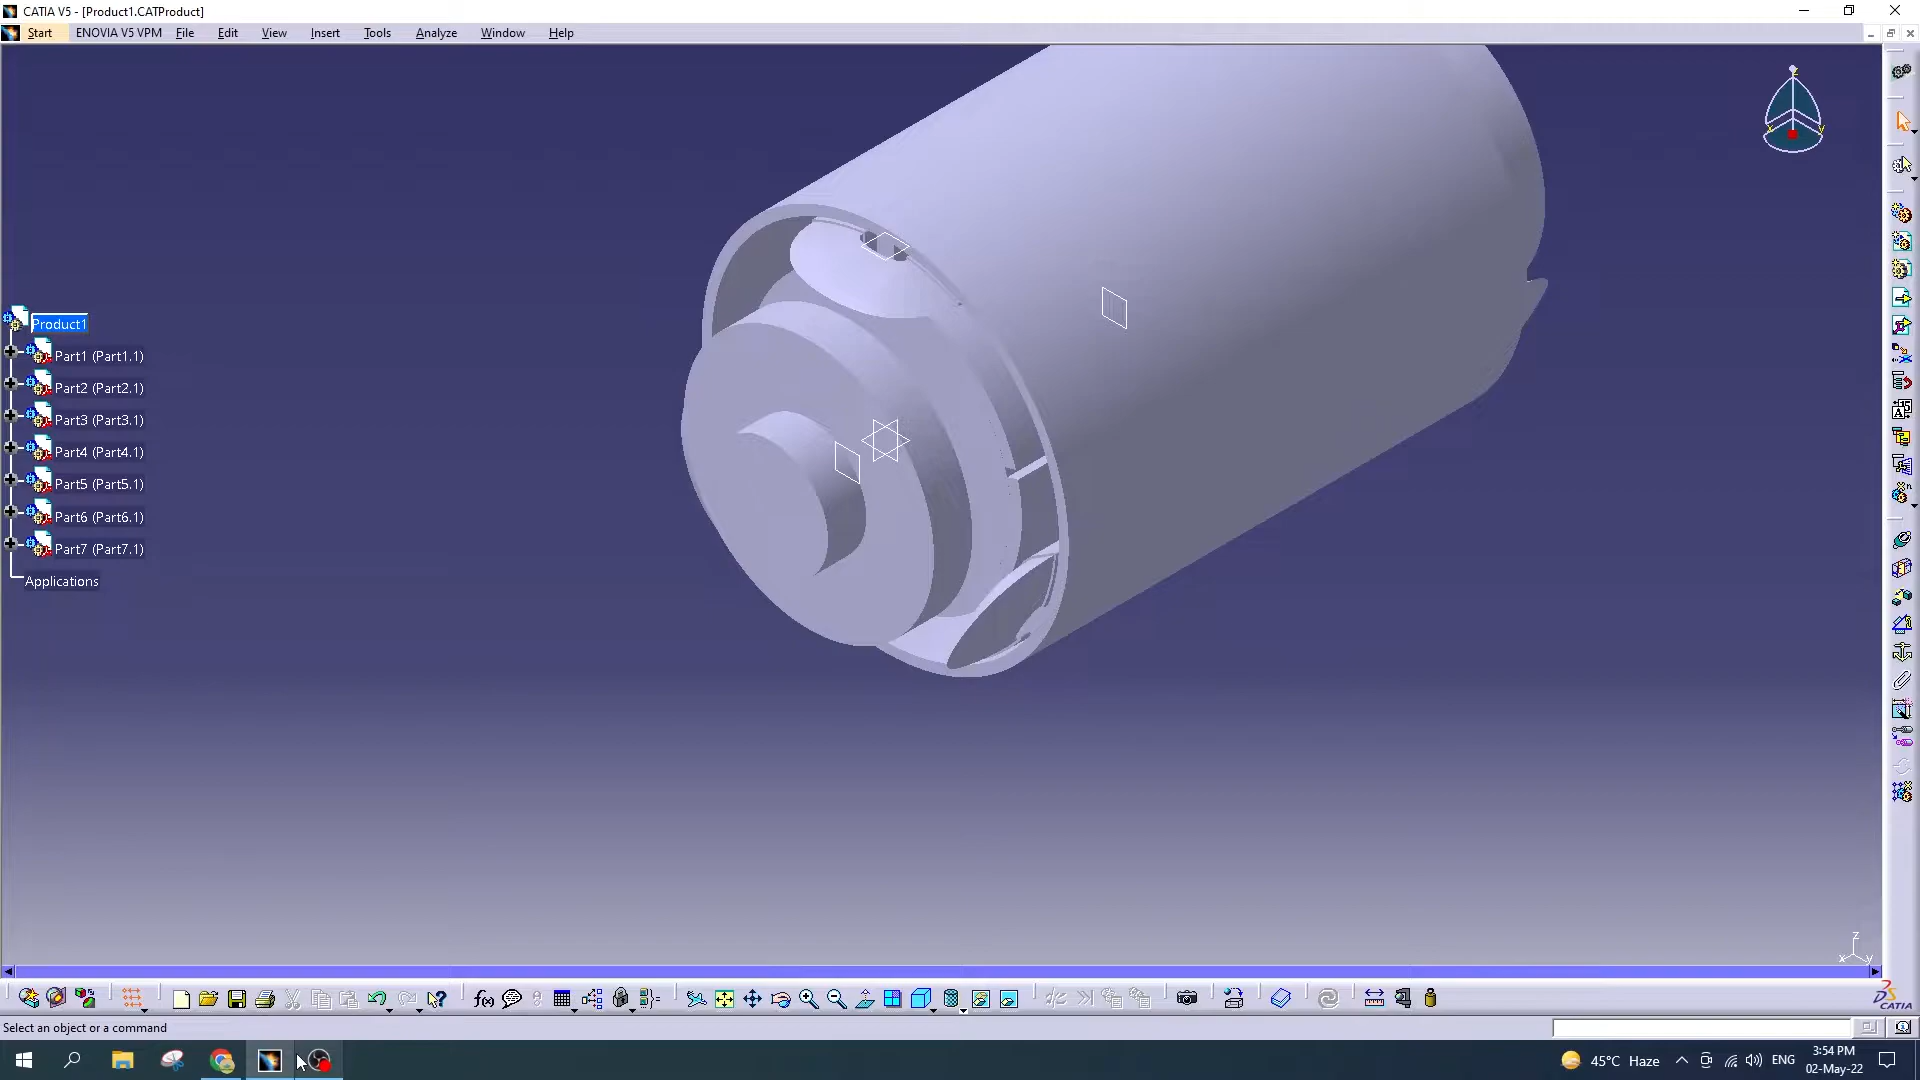 CATIA V5 - [Product1.CATProduct]
Start ENOVIA V5 VPM File Edit View Insert Tools Analyze Window Help
z
x y
Product1
Part1 (Part1.1)
Part2 (Part2.1)
Part3 (Part3.1)
Part4 (Part4.1)
Part5 (Part5.1)
Part6 (Part6.1)
Part7 (Part7.1)
Applications
z
x y
f(x)
CATIA
Select an object or a command
45°C Haze
ENG
3:54 PM
02-May-22